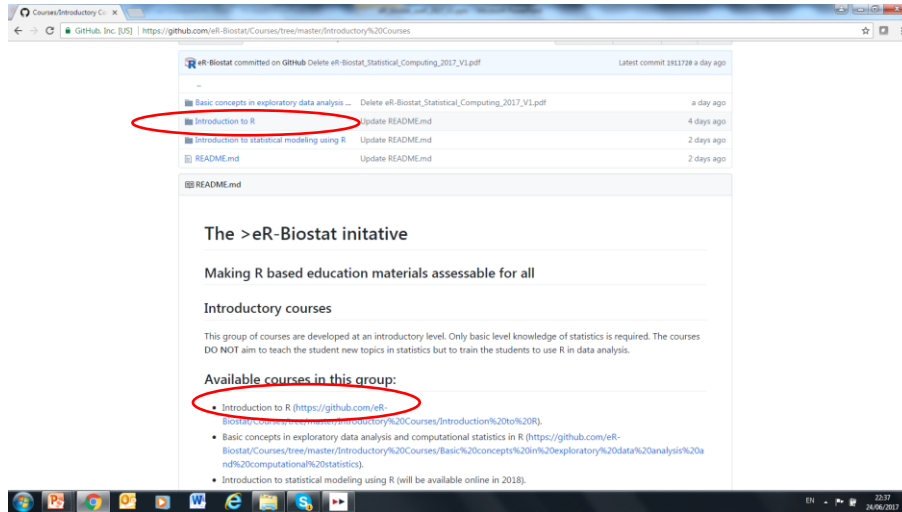 Courses/Introductory Co
GitHub, Inc. [US] | https://github.com/eR-Biostat/Courses/tree/master/Introductory%20Courses
eR-Biostat committed on GitHub Delete eR-Biostat_Statistical_Computing_2017_V1.pdf Latest commit 1911728 a day ago
..
Basic concepts in exploratory data analysis ... Delete eR-Biostat_Statistical_Computing_2017_V1.pdf a day ago
Introduction to R Update README.md 4 days ago
Introduction to statistical modeling using R Update README.md 2 days ago
README.md Update README.md 2 days ago
README.md
The >eR-Biostat initative
Making R based education materials assessable for all
Introductory courses
This group of courses are developed at an introductory level. Only basic level knowledge of statistics is required. The courses
DO NOT aim to teach the student new topics in statistics but to train the students to use R in data analysis.
Available courses in this group:
• Introduction to R (https://github.com/eR-
Biostat/Courses/tree/master/Introductory%20Courses/Introduction%20to%20R).
• Basic concepts in exploratory data analysis and computational statistics in R (https://github.com/eR-
Biostat/Courses/tree/master/Introductory%20Courses/Basic%20concepts%20in%20exploratory%20data%20analysis%20a
nd%20computational%20statistics).
• Introduction to statistical modeling using R (will be available online in 2018).
EN 22:37
24/06/2017